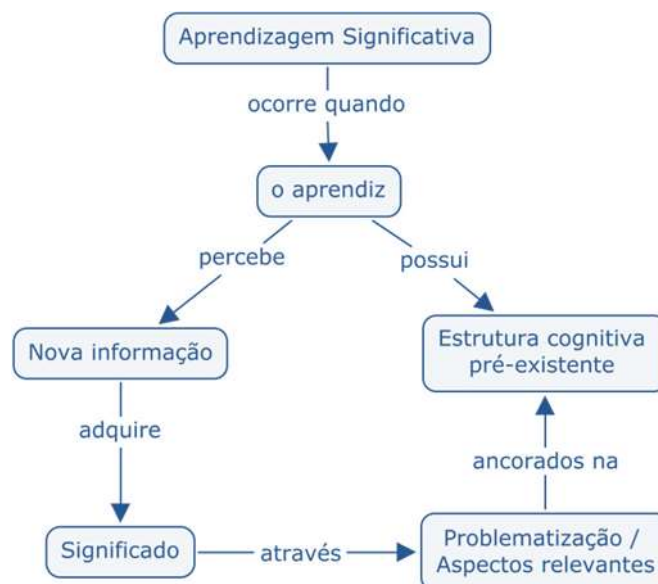 Aprendizagem Significativa
ocorre quando
o aprendiz
percebe
possui
Nova informação
Estrutura cognitiva
pré-existente
adquire
ancorados na
Significado
através
Problematização /
Aspectos relevantes